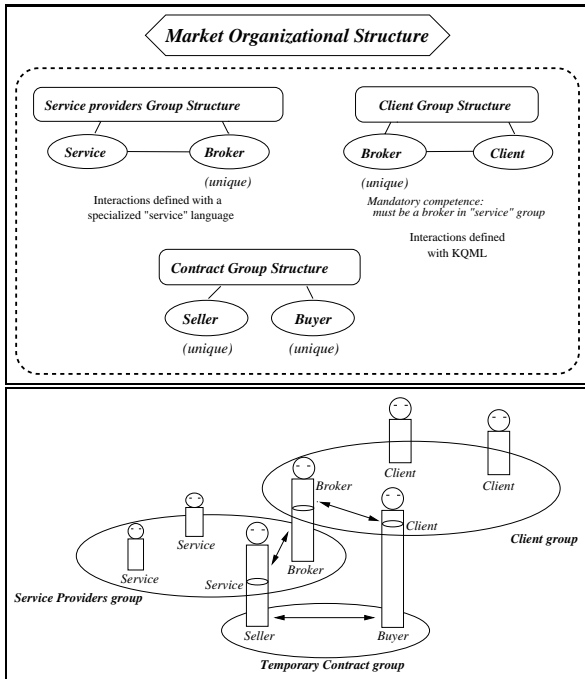 Market Organizational Structure
Service providers Group Structure
Service
Broker
(unique)
Interactions defined with a
specialized "service" language
Client Group Structure
Broker
Client
(unique)
Mandatory competence:
must be a broker in "service" group
Interactions defined
with KQML
Contract Group Structure
Seller
Buyer
(unique)
(unique)
Client
Client
Broker
Client
Client group
Service
Service
Broker
Service
Service Providers group
Seller
Buyer
Temporary Contract group